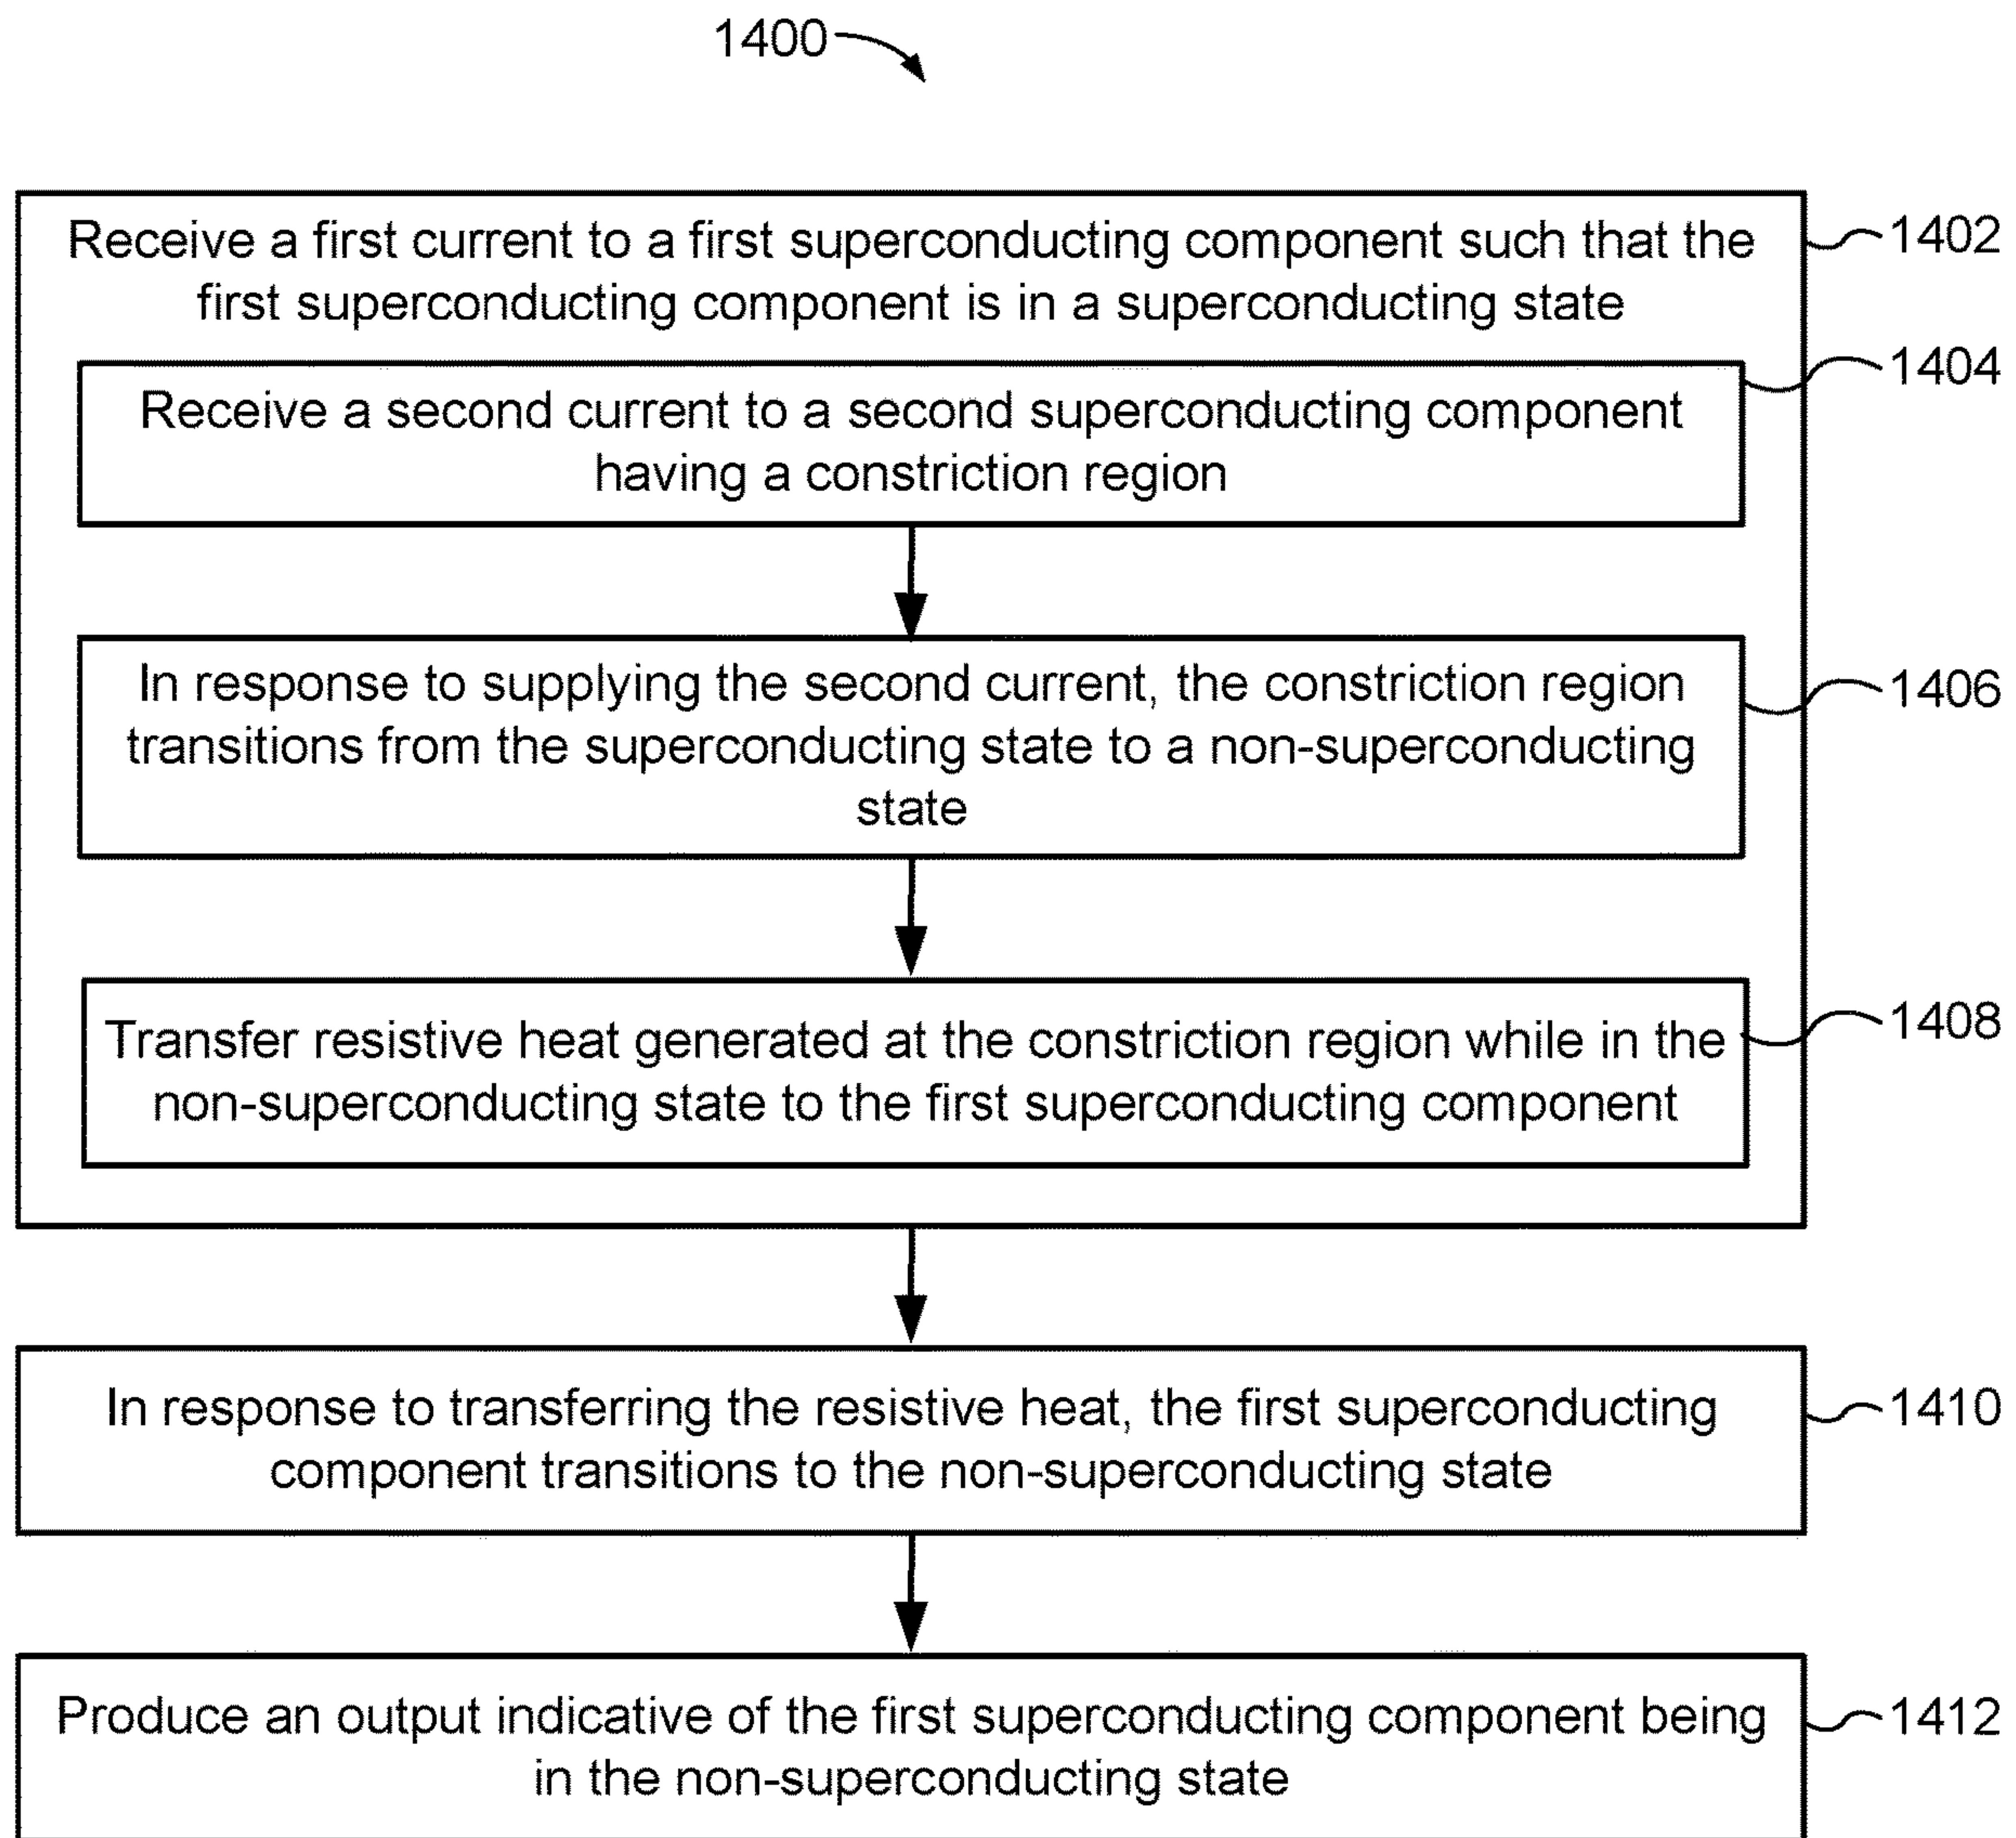 1400
Receive a first current to a first superconducting component such that the
first superconducting component is in a superconducting state
1402
Receive a second current to a second superconducting component
having a constriction region
1404
In response to supplying the second current, the constriction region
transitions from the superconducting state to a non-superconducting
state
1406
Transfer resistive heat generated at the constriction region while in the
non-superconducting state to the first superconducting component
1408
In response to transferring the resistive heat, the first superconducting
component transitions to the non-superconducting state
1410
Produce an output indicative of the first superconducting component being
in the non-superconducting state
1412